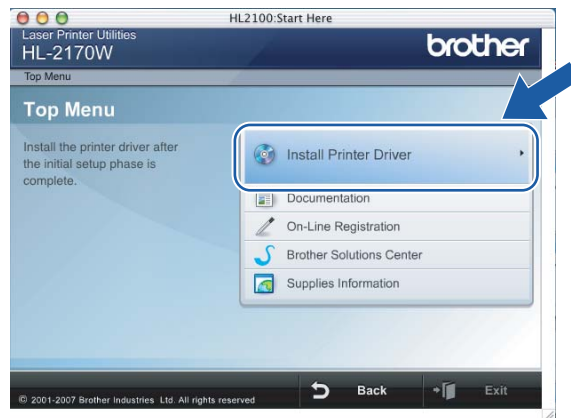 HL2100:Start Here
Laser Printer Utilities
HL-2170W
brother
Top Menu
Top Menu
Install the printer driver after
the initial setup phase is
complete.
Install Printer Driver
Documentation
On-Line Registration
Brother Solutions Center
Supplies Information
© 2001-2007 Brother Industries Ltd. All rights reserved
Back
Exit